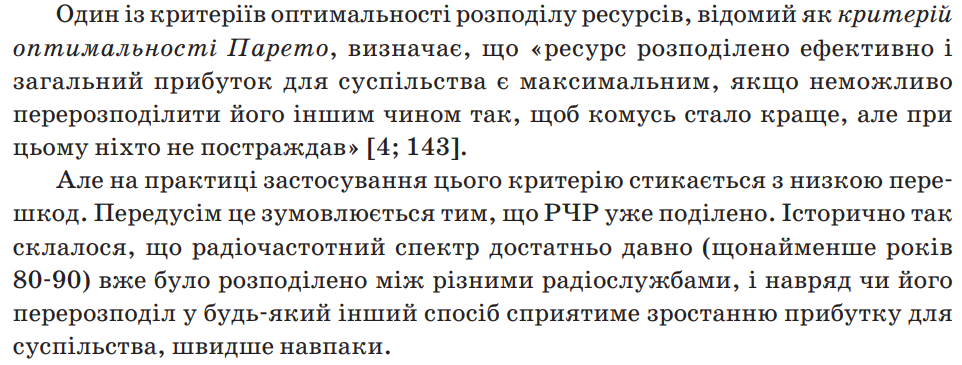 Один із критеріїв оптимальності розподілу ресурсів, відомий як критерій
оптимальності Парето, визначає, що «ресурс розподілено ефективно і
загальний прибуток для суспільства є максимальним, якщо неможливо
перерозподілити його іншим чином так, щоб комусь стало краще, але при
цьому ніхто не постраждав» [4; 143].
Але на практиці застосування цього критерію стикається з низкою пере-
шкод. Передусім це зумовлюється тим, що РЧР уже поділено. Історично так
склалося, що радіочастотний спектр достатньо давно (щонайменше років
80-90) вже було розподілено між різними радіослужбами, і навряд чи його
перерозподіл у будь-який інший спосіб сприятиме зростанню прибутку для
суспільства, швидше навпаки.